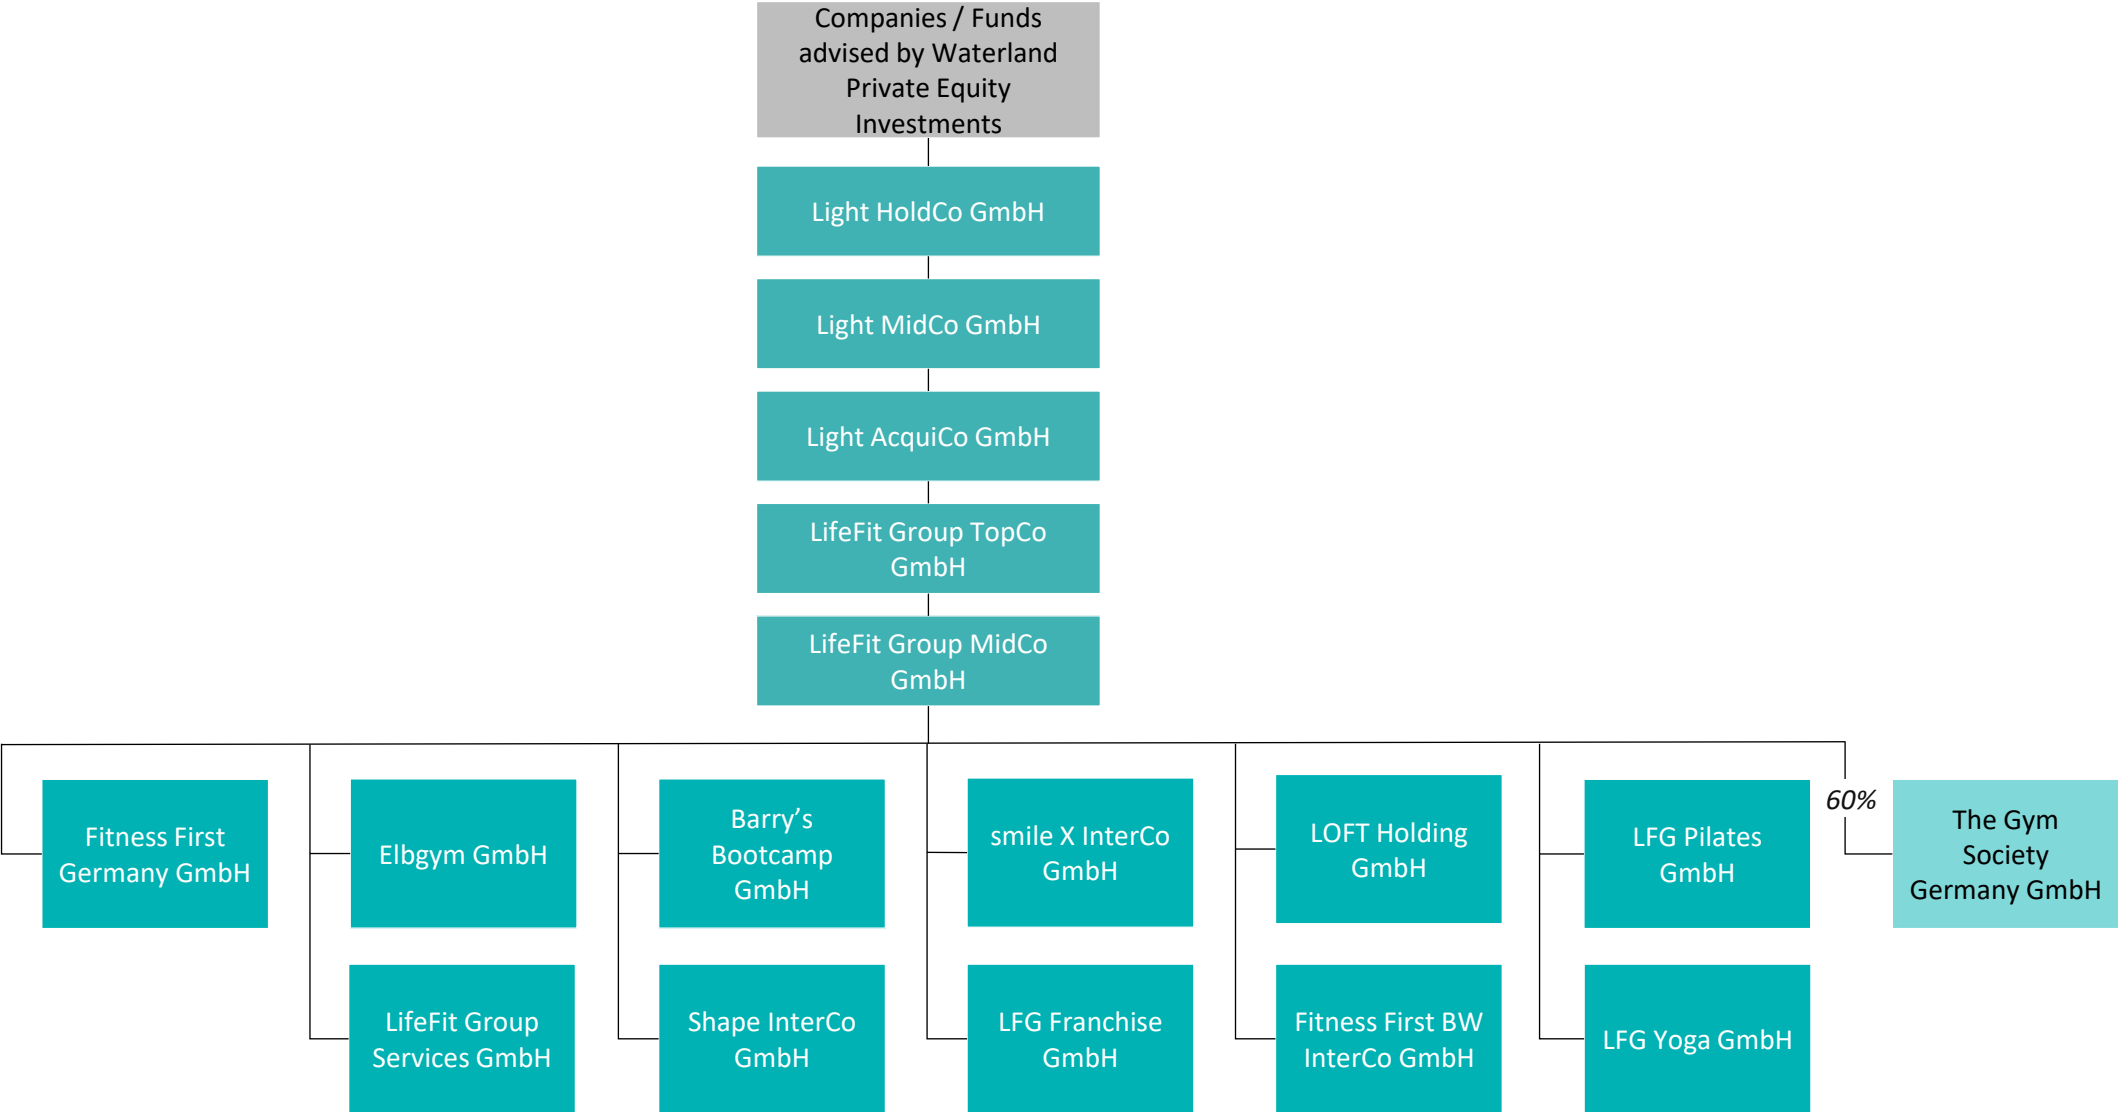 Companies / Funds
advised by Waterland
Private Equity
Investments
Light HoldCo GmbH
Light MidCo GmbH
Light AcquiCo GmbH
LifeFit Group TopCo
GmbH
LifeFit Group MidCo
GmbH
Fitness First
Germany GmbH
Elbgym GmbH
Barry’s
Bootcamp
GmbH
smile X InterCo
GmbH
LOFT Holding
GmbH
LFG Pilates
GmbH
60%
The Gym
Society
Germany GmbH
LifeFit Group
Services GmbH
Shape InterCo
GmbH
LFG Franchise
GmbH
Fitness First BW
InterCo GmbH
LFG Yoga GmbH